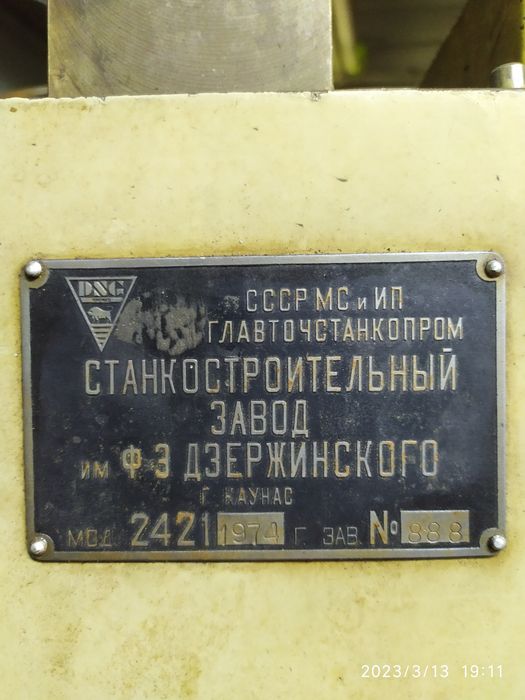 DNG
СССР МС и ИП
ГЛАВТОЧСТАНКОПРОМ
СТАНКОСТРОИТЕЛЬНЫЙ
ЗАВОД
им Ф Э ДЗЕРЖИНСКОГО
Г. КАУНАС
МОД. 2421 1974 Г. ЗАВ. № 888
2023/3/13 19:11